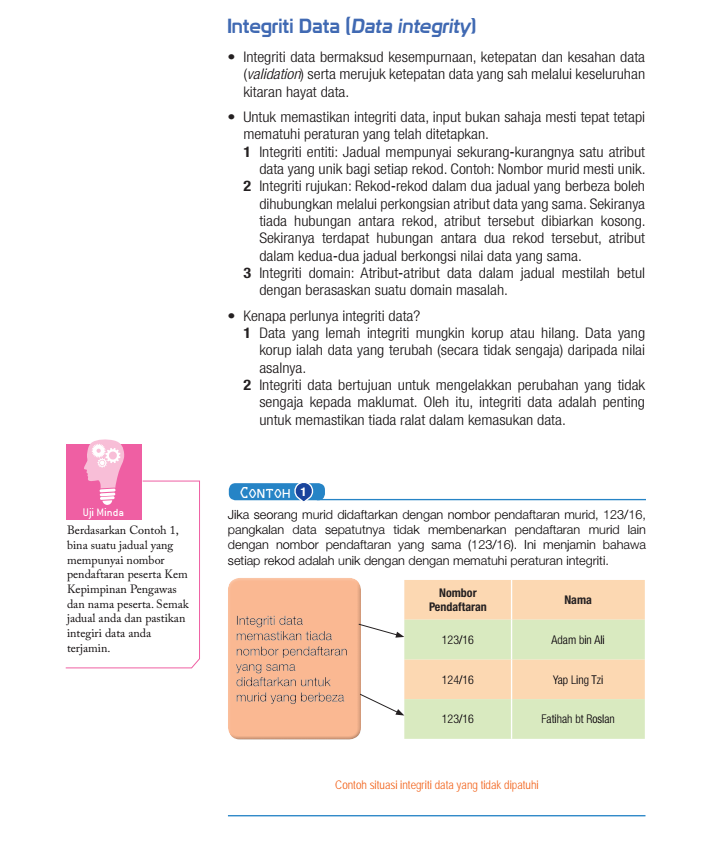 Integriti Data (Data integrity)
• Integriti data bermaksud kesempurnaan, ketepatan dan kesahan data
(validation) serta merujuk ketepatan data yang sah melalui keseluruhan
kitaran hayat data.
• Untuk memastikan integriti data, input bukan sahaja mesti tepat tetapi
mematuhi peraturan yang telah ditetapkan.
1 Integriti entiti: Jadual mempunyai sekurang-kurangnya satu atribut
data yang unik bagi setiap rekod. Contoh: Nombor murid mesti unik.
2 Integriti rujukan: Rekod-rekod dalam dua jadual yang berbeza boleh
dihubungkan melalui perkongsian atribut data yang sama. Sekiranya
tiada hubungan antara rekod, atribut tersebut dibiarkan kosong.
Sekiranya terdapat hubungan antara dua rekod tersebut, atribut
dalam kedua-dua jadual berkongsi nilai data yang sama.
3 Integriti domain: Atribut-atribut data dalam jadual mestilah betul
dengan berasaskan suatu domain masalah.
• Kenapa perlunya integriti data?
1 Data yang lemah integriti mungkin korup atau hilang. Data yang
korup ialah data yang terubah (secara tidak sengaja) daripada nilai
asalnya.
2 Integriti data bertujuan untuk mengelakkan perubahan yang tidak
sengaja kepada maklumat. Oleh itu, integriti data adalah penting
untuk memastikan tiada ralat dalam kemasukan data.
Uji Minda
Berdasarkan Contoh 1,
bina suatu jadual yang
mempunyai nombor
pendaftaran peserta Kem
Kepimpinan Pengawas
dan nama peserta. Semak
jadual anda dan pastikan
integiri data anda
terjamin.
CONTOH 1
Jika seorang murid didaftarkan dengan nombor pendaftaran murid, 123/16,
pangkalan data sepatutnya tidak membenarkan pendaftaran murid lain
dengan nombor pendaftaran yang sama (123/16). Ini menjamin bahawa
setiap rekod adalah unik dengan dengan mematuhi peraturan integriti.
Integriti data
memastikan tiada
nombor pendaftaran
yang sama
didaftarkan untuk
murid yang berbeza
Nombor
Pendaftaran
Nama
123/16 Adam bin Ali
124/16 Yap Ling Tzi
123/16 Fatihah bt Roslan
Contoh situasi integriti data yang tidak dipatuhi